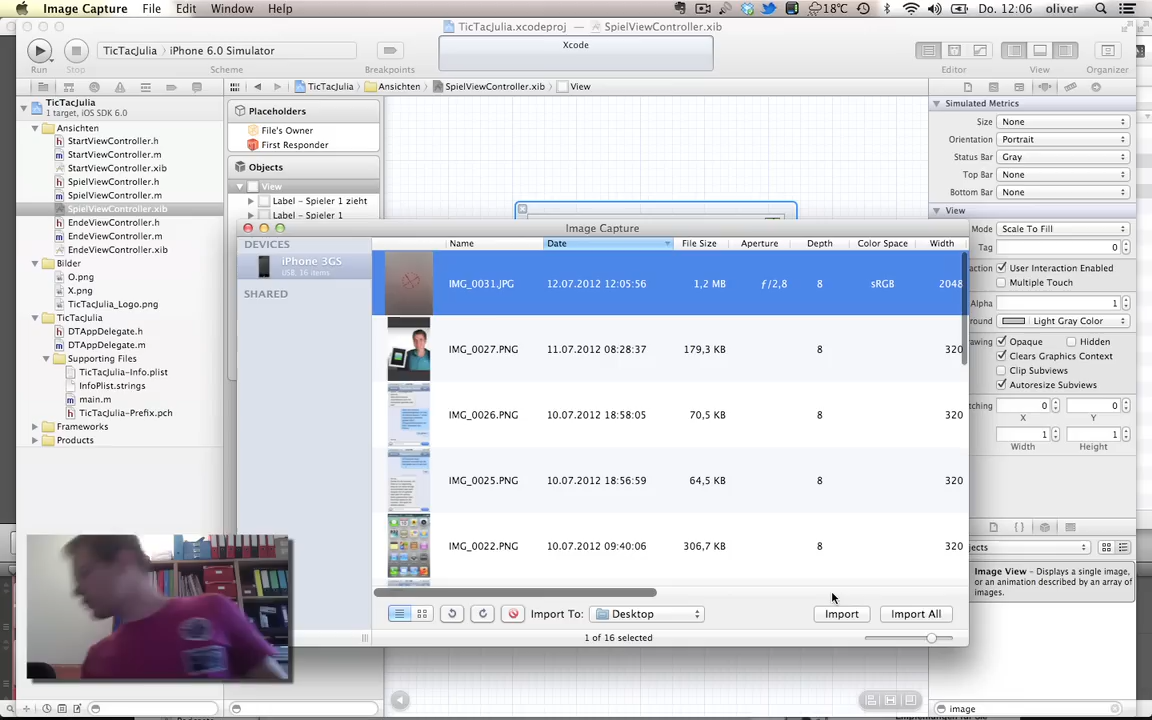 Image Capture File Edit Window Help 18°C Do. 12:06 oliver
TicTacJulia.xcodeproj › SpielViewController.xib
TicTacJulia › iPhone 6.0 Simulator
Xcode
Run Stop Scheme Breakpoints Editor View Organizer
TicTacJulia
1 target, iOS SDK 6.0
Ansichten
StartViewController.h
StartViewController.m
StartViewController.xib
SpielViewController.h
SpielViewController.m
SpielViewController.xib
EndeViewController.h
EndeViewController.m
EndeViewController.xib
Bilder
O.png
X.png
TicTacJulia_Logo.png
TicTacJulia
DTAppDelegate.h
DTAppDelegate.m
Supporting Files
TicTacJulia-Info.plist
InfoPlist.strings
main.m
TicTacJulia-Prefix.pch
Frameworks
Products
TicTacJulia Ansichten SpielViewController.xib View
Placeholders
File's Owner
First Responder
Objects
View
Label – Spieler 1 zieht
Label – Spieler 1
Simulated Metrics
Size None
Orientation Portrait
Status Bar Gray
Top Bar None
Bottom Bar None
View
Mode Scale To Fill
Tag 0
action User Interaction Enabled
Multiple Touch
Alpha 1
round Light Gray Color
rawing Opaque Hidden
Clears Graphics Context
Clip Subviews
Autoresize Subviews
tching 0 0
X Y
1 1
Width Height
Image Capture
DEVICES
iPhone 3GS
USB, 16 items
SHARED
Name Date File Size Aperture Depth Color Space Width
IMG_0031.JPG 12.07.2012 12:05:56 1,2 MB ƒ/2,8 8 sRGB 2048
IMG_0027.PNG 11.07.2012 08:28:37 179,3 KB 8 320
IMG_0026.PNG 10.07.2012 18:58:05 70,5 KB 8 320
IMG_0025.PNG 10.07.2012 18:56:59 64,5 KB 8 320
IMG_0022.PNG 10.07.2012 09:40:06 306,7 KB 8 320
Import To: Desktop Import Import All
1 of 16 selected
jects
Image View - Displays a single image, or an animation described by an array of images.
image